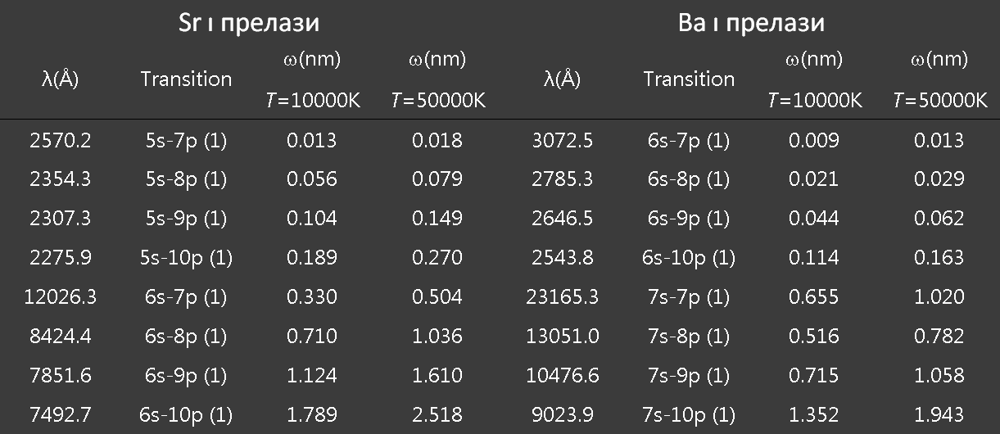 Sr ı прелази Ba ı прелази
λ(Å) Transition ω(nm) T=10000K ω(nm) T=50000K λ(Å) Transition ω(nm) T=10000K ω(nm) T=50000K
2570.2 5s-7p (1) 0.013 0.018 3072.5 6s-7p (1) 0.009 0.013
2354.3 5s-8p (1) 0.056 0.079 2785.3 6s-8p (1) 0.021 0.029
2307.3 5s-9p (1) 0.104 0.149 2646.5 6s-9p (1) 0.044 0.062
2275.9 5s-10p (1) 0.189 0.270 2543.8 6s-10p (1) 0.114 0.163
12026.3 6s-7p (1) 0.330 0.504 23165.3 7s-7p (1) 0.655 1.020
8424.4 6s-8p (1) 0.710 1.036 13051.0 7s-8p (1) 0.516 0.782
7851.6 6s-9p (1) 1.124 1.610 10476.6 7s-9p (1) 0.715 1.058
7492.7 6s-10p (1) 1.789 2.518 9023.9 7s-10p (1) 1.352 1.943